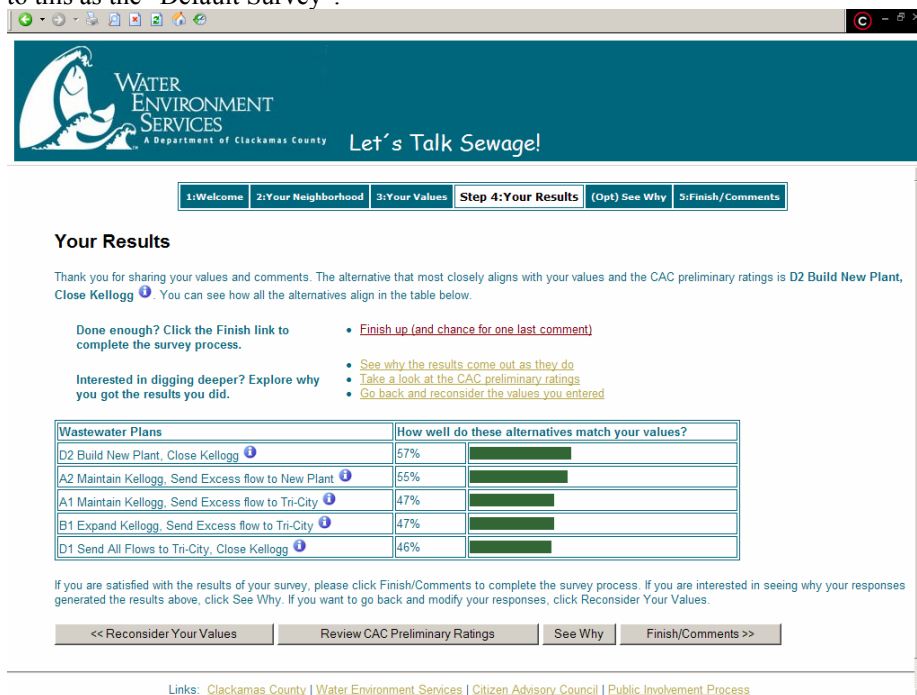 to this as the "Default Survey".
WATER
ENVIRONMENT
SERVICES
A Department of Clackamas County
Let´s Talk Sewage!
1:Welcome 2:Your Neighborhood 3:Your Values Step 4:Your Results (Opt) See Why 5:Finish/Comments
Your Results
Thank you for sharing your values and comments. The alternative that most closely aligns with your values and the CAC preliminary ratings is D2 Build New Plant,
Close Kellogg i . You can see how all the alternatives align in the table below.
Done enough? Click the Finish link to
complete the survey process.
• Finish up (and chance for one last comment)
Interested in digging deeper? Explore why
you got the results you did.
• See why the results come out as they do
• Take a look at the CAC preliminary ratings
• Go back and reconsider the values you entered
Wastewater Plans How well do these alternatives match your values?
D2 Build New Plant, Close Kellogg i 57%
A2 Maintain Kellogg, Send Excess flow to New Plant i 55%
A1 Maintain Kellogg, Send Excess flow to Tri-City i 47%
B1 Expand Kellogg, Send Excess flow to Tri-City i 47%
D1 Send All Flows to Tri-City, Close Kellogg i 46%
If you are satisfied with the results of your survey, please click Finish/Comments to complete the survey process. If you are interested in seeing why your responses
generated the results above, click See Why. If you want to go back and modify your responses, click Reconsider Your Values.
<< Reconsider Your Values Review CAC Preliminary Ratings See Why Finish/Comments >>
Links: Clackamas County | Water Environment Services | Citizen Advisory Council | Public Involvement Process